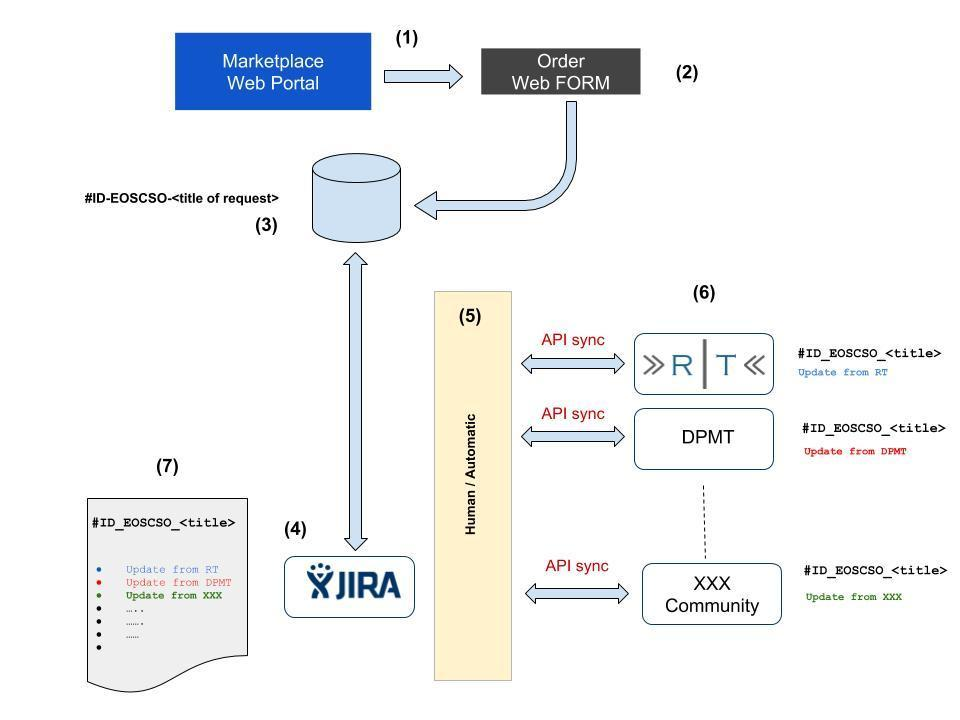 (1)
Marketplace
Web Portal
Order
Web FORM
(2)
#ID-EOSCSO-<title of request>
(3)
(6)
(5)
API sync
»R|T«
#ID_EOSCSO_<title>
Update from RT
API sync
DPMT
#ID_EOSCSO_<title>
Update from DPMT
Human / Automatic
(7)
#ID_EOSCSO_<title>
● Update from RT
● Update from DPMT
● Update from XXX
● …..
● …….
● ……
●
(4)
JIRA
API sync
XXX
Community
#ID_EOSCSO_<title>
Update from XXX